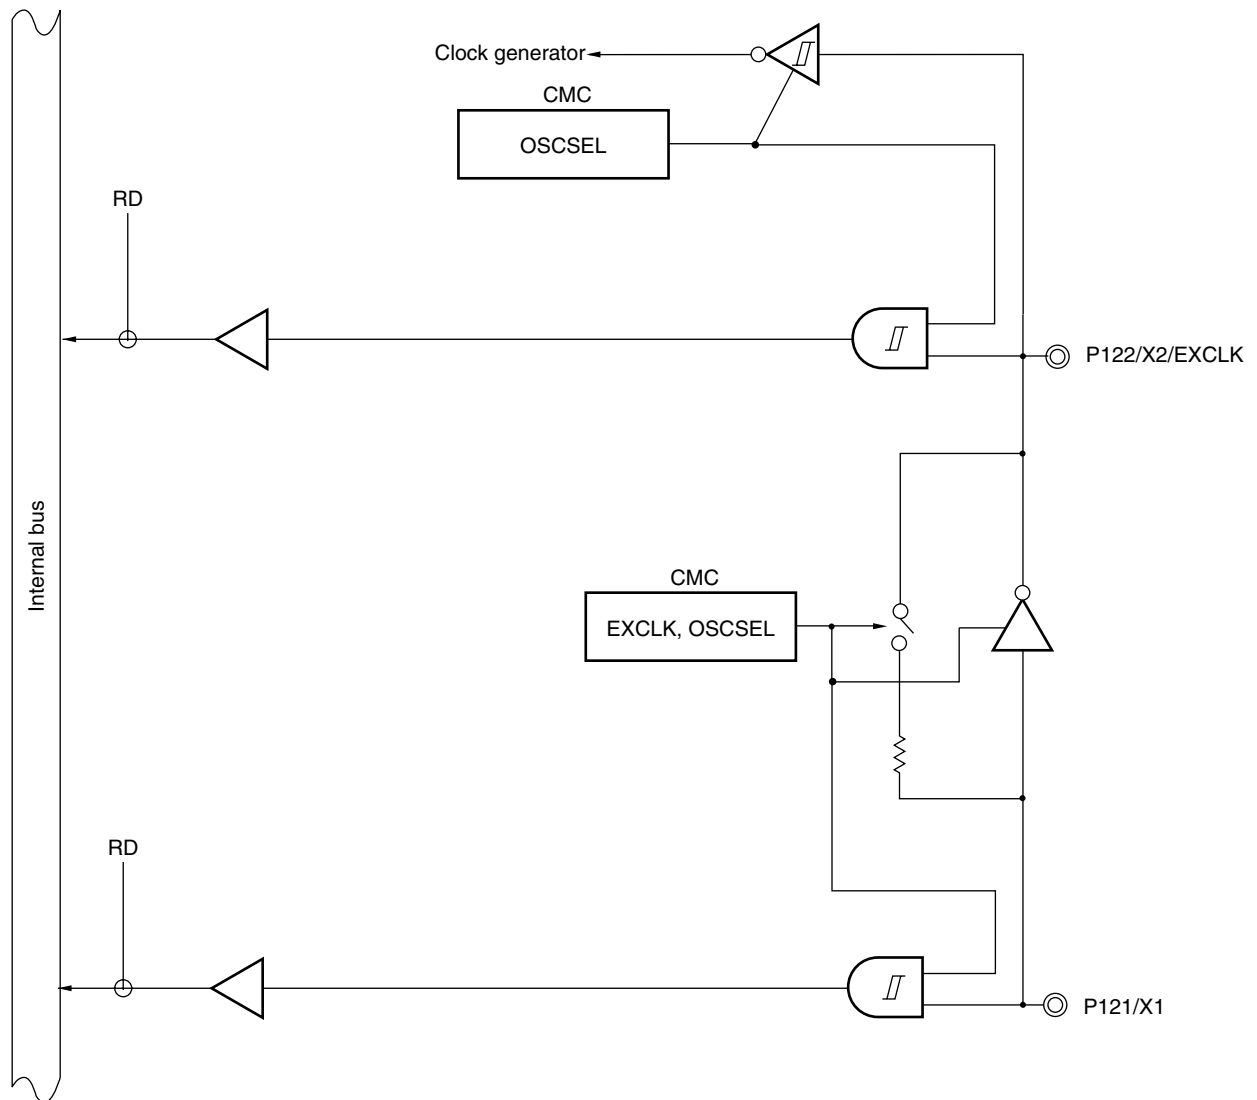 Clock generator
CMC
OSCSEL
RD
P122/X2/EXCLK
Internal bus
CMC
EXCLK, OSCSEL
RD
P121/X1